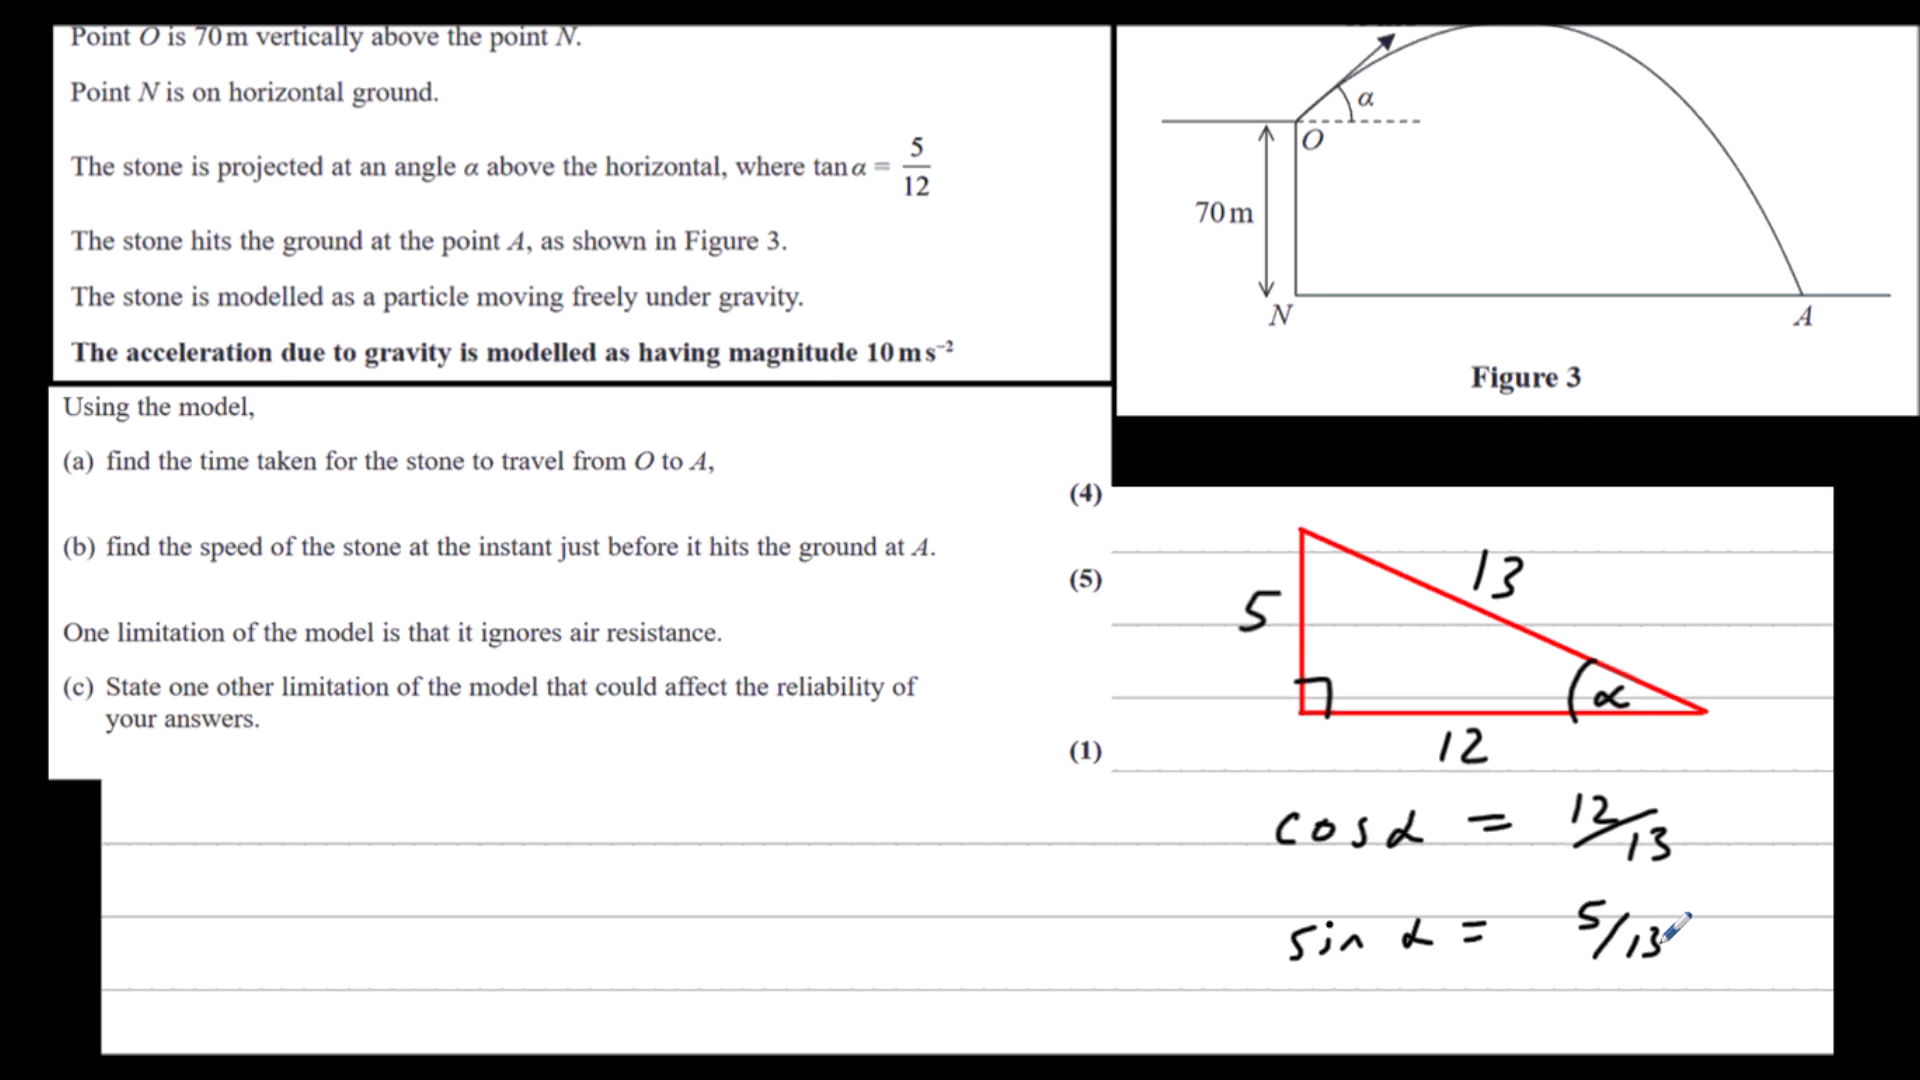 Point O is 70 m vertically above the point N.
Point N is on horizontal ground.
The stone is projected at an angle α above the horizontal, where tan α = 5/12
The stone hits the ground at the point A, as shown in Figure 3.
The stone is modelled as a particle moving freely under gravity.
The acceleration due to gravity is modelled as having magnitude 10 m s⁻²
α
O
70 m
N
A
Figure 3
Using the model,
(a) find the time taken for the stone to travel from O to A,
(4)
(b) find the speed of the stone at the instant just before it hits the ground at A.
(5)
One limitation of the model is that it ignores air resistance.
(c) State one other limitation of the model that could affect the reliability of
your answers.
(1)
13
5
α
12
cos α = 12/13
sin α = 5/13